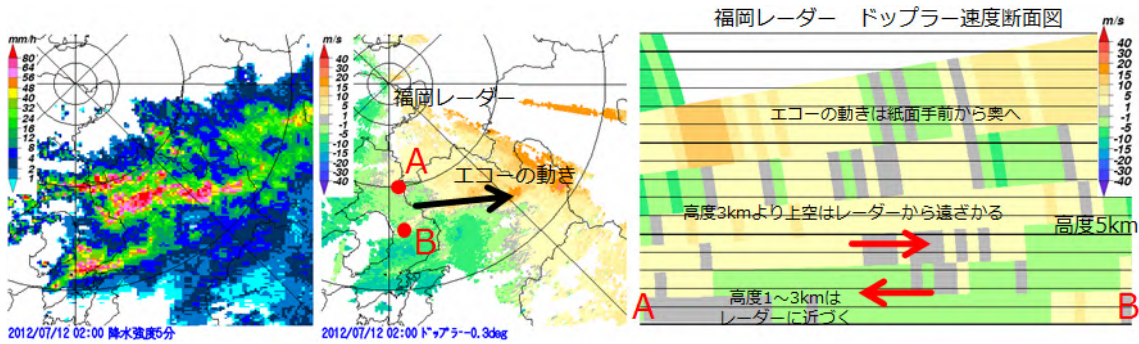 mm/h
80
64
56
48
40
32
24
16
12
8
4
2
1
2012/07/12 02:00 降水強度5分
m/s
40
30
20
15
10
5
1
-1
-5
-10
-15
-20
-30
-40
福岡レーダー
A
エコーの動き
B
2012/07/12 02:00 ドップラー-0.3deg
福岡レーダー ドップラー速度断面図
m/s
40
30
20
15
10
5
1
-1
-5
-10
-15
-20
-30
-40
エコーの動きは紙面手前から奥へ
高度3kmより上空はレーダーから遠ざかる
高度5km
A
高度1~3kmは
レーダーに近づく
B